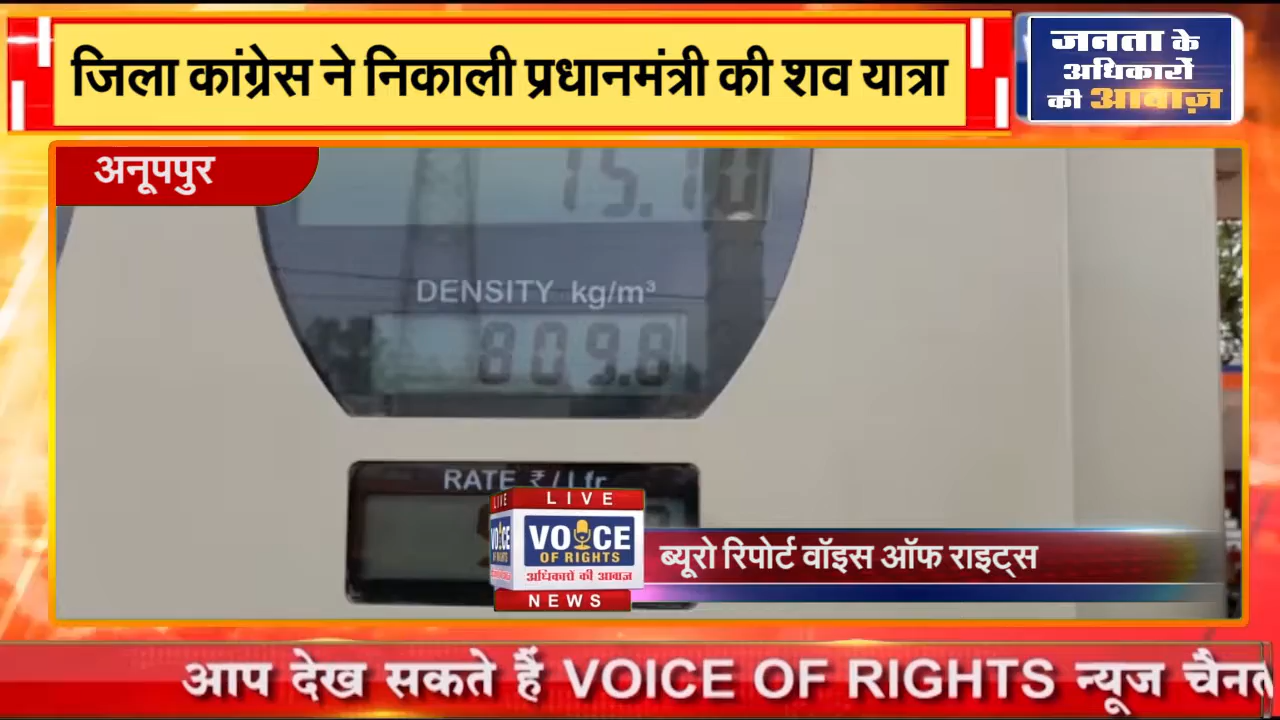 जिला कांग्रेस ने निकाली प्रधानमंत्री की शव यात्रा
जनता के
अधिकारों
की आवाज़
अनूपपुर
DENSITY kg/m³
809.8
RATE ₹/Ltr
LIVE
LIVE
VOICE
OF RIGHTS
अधिकारों की आवाज़
NEWS
ब्यूरो रिपोर्ट वॉइस ऑफ राइट्स
आप देख सकते हैं VOICE OF RIGHTS न्यूज